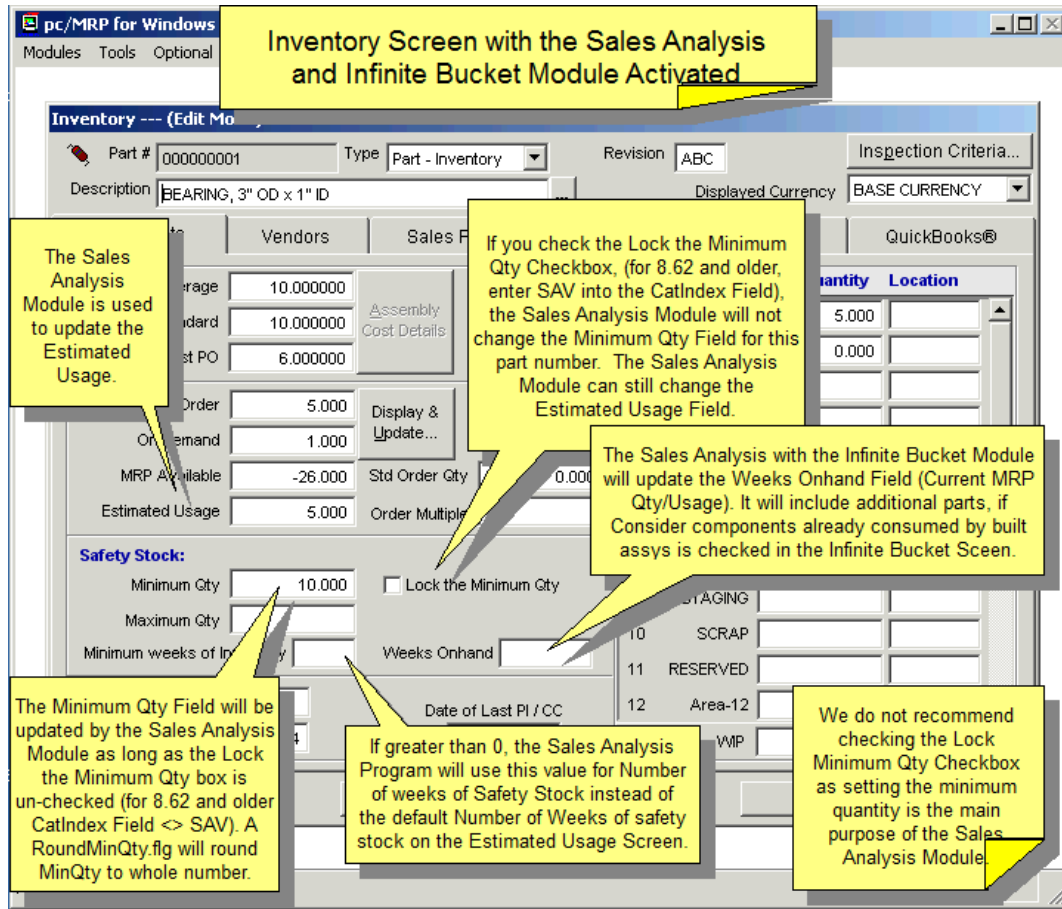 pc/MRP for Windows
Modules Tools Optional
Inventory Screen with the Sales Analysis
and Infinite Bucket Module Activated
Inventory --- (Edit Mo
Part # 000000001 Type Part - Inventory Revision ABC Inspection Criteria...
Description BEARING, 3" OD x 1" ID ... Displayed Currency BASE CURRENCY
Vendors Sales QuickBooks®
The Sales
Analysis
Module is used
to update the
Estimated
Usage.
If you check the Lock the Minimum
Qty Checkbox, (for 8.62 and older,
enter SAV into the CatIndex Field),
the Sales Analysis Module will not
change the Minimum Qty Field for this
part number. The Sales Analysis
Module can still change the
Estimated Usage Field.
10.000000
10.000000
PO 6.000000
Assembly
Cost Details
Location
5.000
0.000
Order 5.000
1.000
MRP Available -26.000
Estimated Usage 5.000
Display &
Update...
Std Order Qty 0.000
Order Multiple
The Sales Analysis with the Infinite Bucket Module
will update the Weeks Onhand Field (Current MRP
Qty/Usage). It will include additional parts, if
Consider components already consumed by built
assys is checked in the Infinite Bucket Sceen.
Safety Stock:
Minimum Qty 10.000 Lock the Minimum Qty
Maximum Qty
Minimum weeks of Weeks Onhand
STAGING
10 SCRAP
11 RESERVED
12 Area-12
WIP
Date of Last PI / CC
The Minimum Qty Field will be
updated by the Sales Analysis
Module as long as the Lock
the Minimum Qty box is
un-checked (for 8.62 and older
CatIndex Field <> SAV). A
RoundMinQty.flg will round
MinQty to whole number.
If greater than 0, the Sales Analysis
Program will use this value for Number
of weeks of Safety Stock instead of
the default Number of Weeks of safety
stock on the Estimated Usage Screen.
We do not recommend
checking the Lock
Minimum Qty Checkbox
as setting the minimum
quantity is the main
purpose of the Sales
Analysis Module.